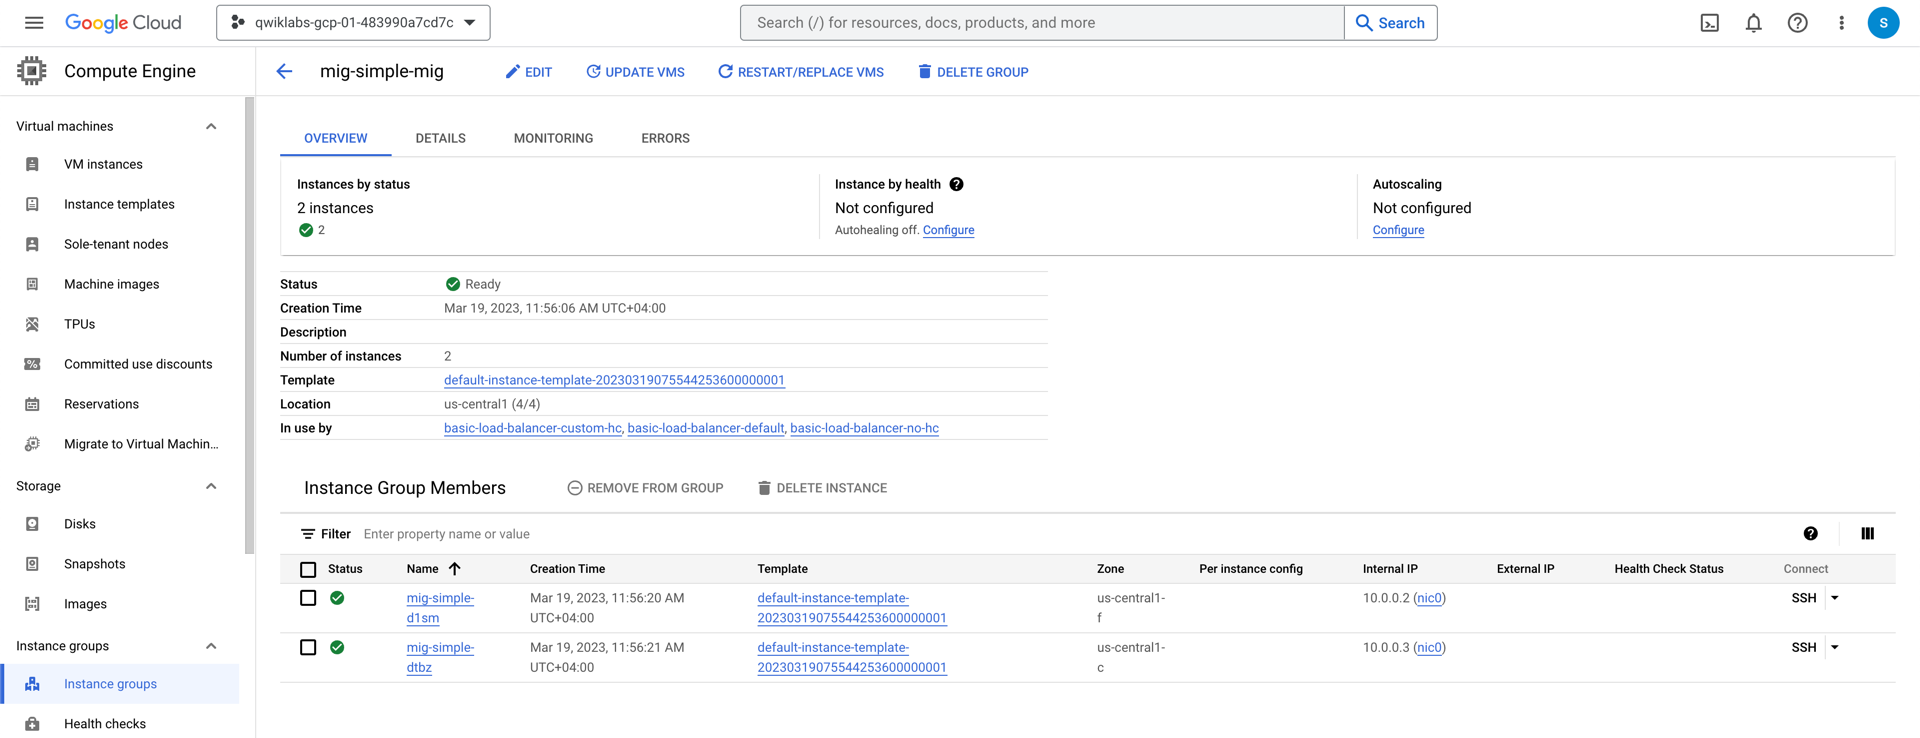 Google Cloud
qwiklabs-gcp-01-483990a7cd7c
Search (/) for resources, docs, products, and more
Search
S
Compute Engine
mig-simple-mig
EDIT
UPDATE VMS
RESTART/REPLACE VMS
DELETE GROUP
Virtual machines
VM instances
Instance templates
Sole-tenant nodes
Machine images
TPUs
Committed use discounts
Reservations
Migrate to Virtual Machin...
Storage
Disks
Snapshots
Images
Instance groups
Instance groups
Health checks
OVERVIEW DETAILS MONITORING ERRORS
Instances by status
2 instances
2
Instance by health
Not configured
Autohealing off. Configure
Autoscaling
Not configured
Configure
Status Ready
Creation Time Mar 19, 2023, 11:56:06 AM UTC+04:00
Description
Number of instances 2
Template default-instance-template-20230319075544253600000001
Location us-central1 (4/4)
In use by basic-load-balancer-custom-hc, basic-load-balancer-default, basic-load-balancer-no-hc
Instance Group Members REMOVE FROM GROUP DELETE INSTANCE
Filter Enter property name or value
Status Name Creation Time Template Zone Per instance config Internal IP External IP Health Check Status Connect
mig-simple- Mar 19, 2023, 11:56:20 AM default-instance-template- us-central1- 10.0.0.2 (nic0) SSH
d1sm UTC+04:00 20230319075544253600000001 f
mig-simple- Mar 19, 2023, 11:56:21 AM default-instance-template- us-central1- 10.0.0.3 (nic0) SSH
dtbz UTC+04:00 20230319075544253600000001 c